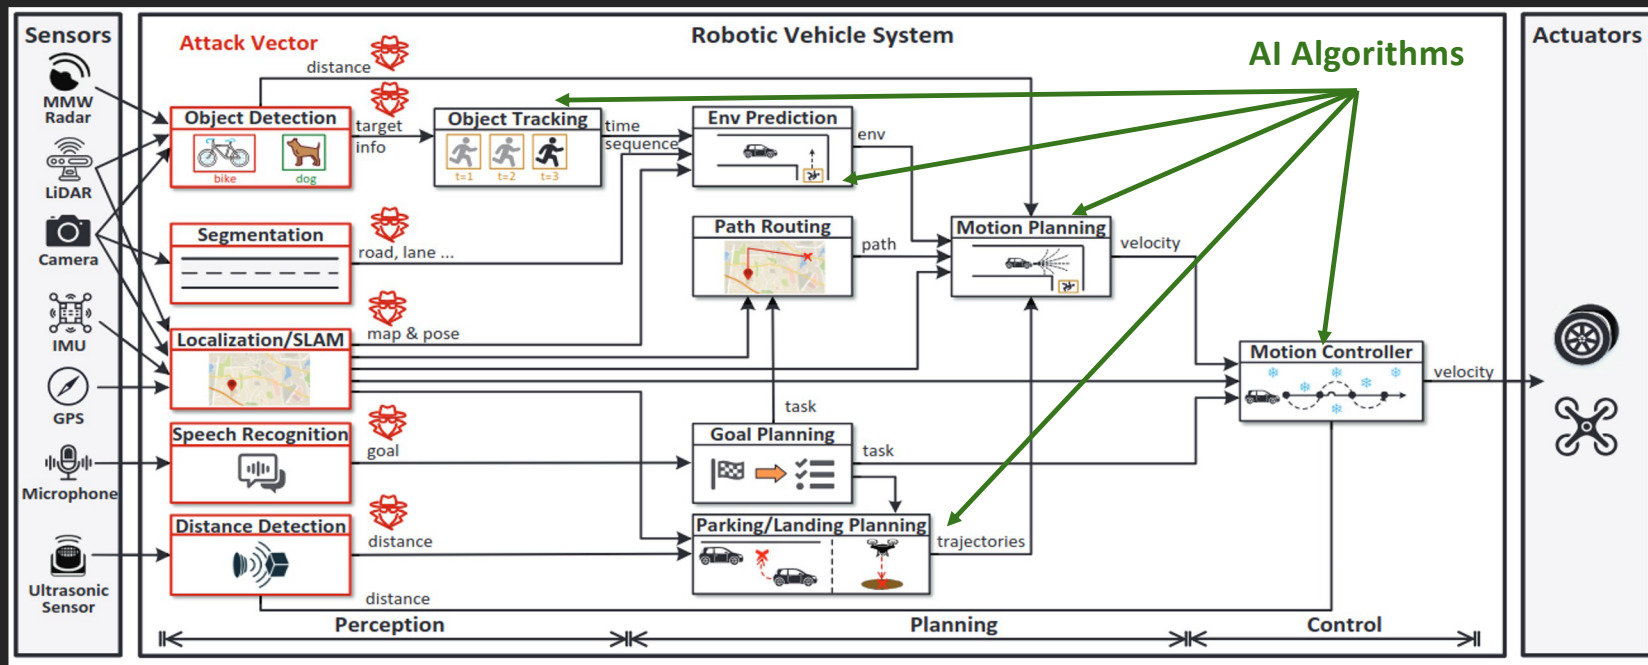 Sensors
MMW
Radar
LiDAR
Camera
IMU
GPS
Microphone
Ultrasonic
Sensor
Robotic Vehicle System
Attack Vector
AI Algorithms
distance
Object Detection
bike
dog
target
info
Object Tracking
t=1
t=2
t=3
time
sequence
Env Prediction
env
Segmentation
road, lane ...
Path Routing
path
Motion Planning
velocity
Localization/SLAM
map & pose
Motion Controller
velocity
Speech Recognition
goal
task
Goal Planning
task
Distance Detection
distance
Parking/Landing Planning
trajectories
distance
Perception
Planning
Control
Actuators